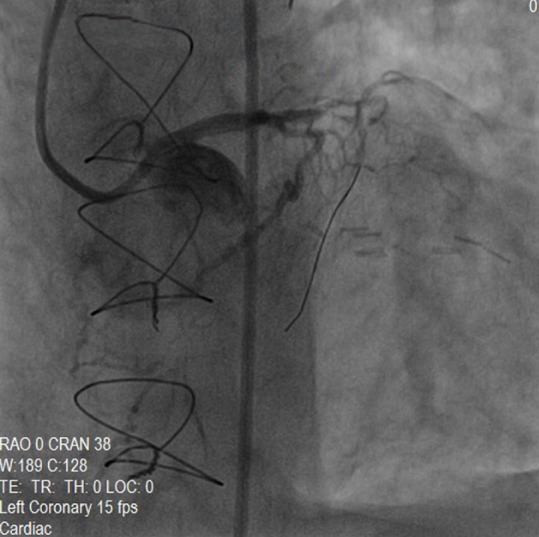 0
RAO 0 CRAN 38
W:189 C:128
TE: TR: TH: 0 LOC: 0
Left Coronary 15 fps
Cardiac